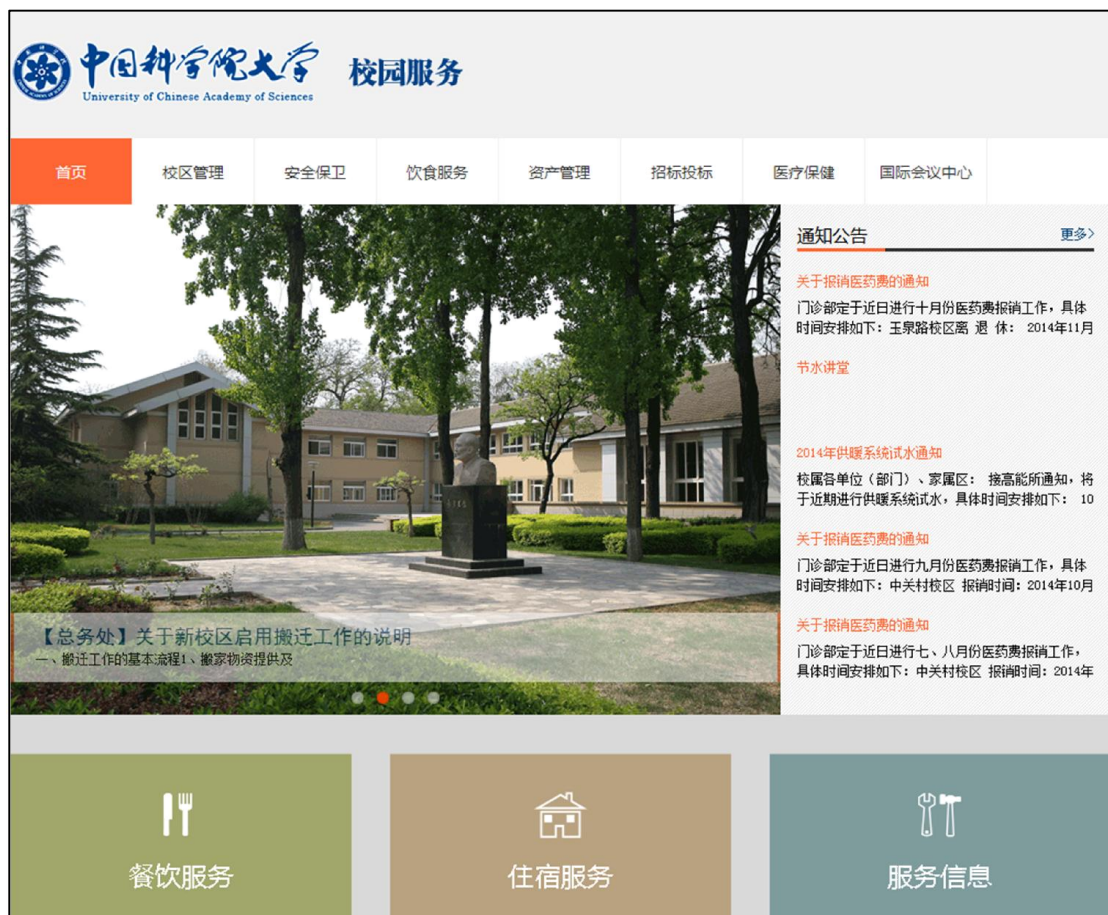 中国科学院大学
University of Chinese Academy of Sciences
校园服务
首页 校区管理 安全保卫 饮食服务 资产管理 招标投标 医疗保健 国际会议中心
通知公告 更多>
关于报销医药费的通知
门诊部定于近日进行十月份医药费报销工作，具体
时间安排如下：玉泉路校区离 退 休： 2014年11月
节水讲堂
2014年供暖系统试水通知
校属各单位（部门）、家属区： 接高能所通知，将
于近期进行供暖系统试水，具体时间安排如下： 10
关于报销医药费的通知
门诊部定于近日进行九月份医药费报销工作，具体
时间安排如下：中关村校区 报销时间：2014年10月
关于报销医药费的通知
门诊部定于近日进行七、八月份医药费报销工作，
具体时间安排如下：中关村校区 报销时间：2014年
【总务处】关于新校区启用搬迁工作的说明
一、搬迁工作的基本流程1、搬家物资提供及
餐饮服务 住宿服务 服务信息